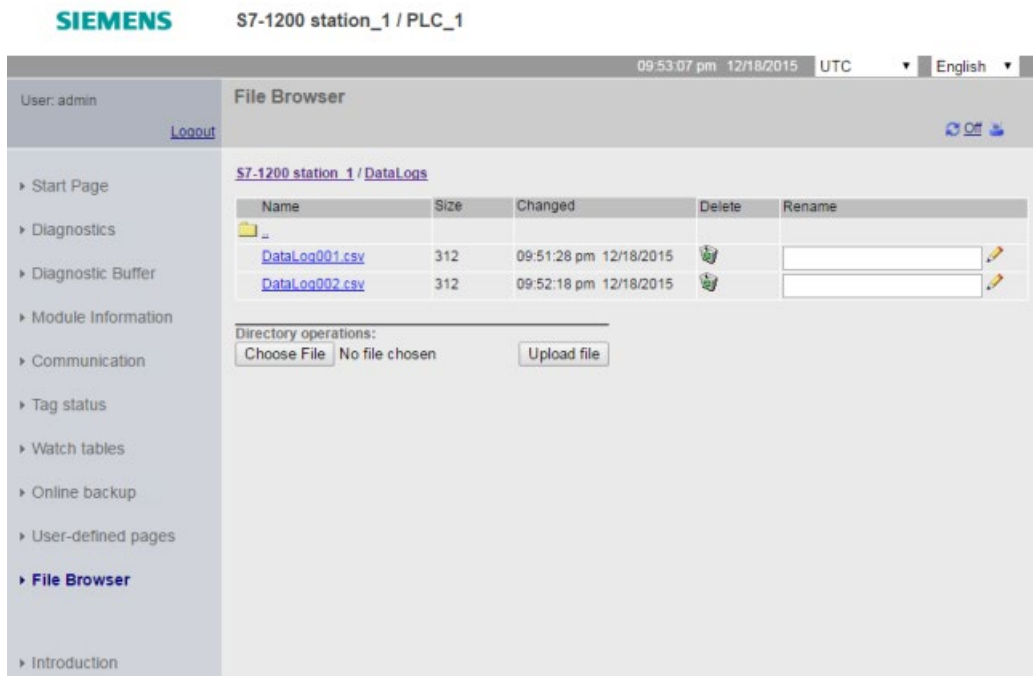 SIEMENS S7-1200 station_1 / PLC_1
09:53:07 pm 12/18/2015 UTC English
User: admin
Logout
File Browser
Off
S7-1200 station_1 / DataLogs
Name Size Changed Delete Rename
..
DataLog001.csv 312 09:51:28 pm 12/18/2015
DataLog002.csv 312 09:52:18 pm 12/18/2015
Directory operations:
Choose File No file chosen Upload file
Start Page
Diagnostics
Diagnostic Buffer
Module Information
Communication
Tag status
Watch tables
Online backup
User-defined pages
File Browser
Introduction